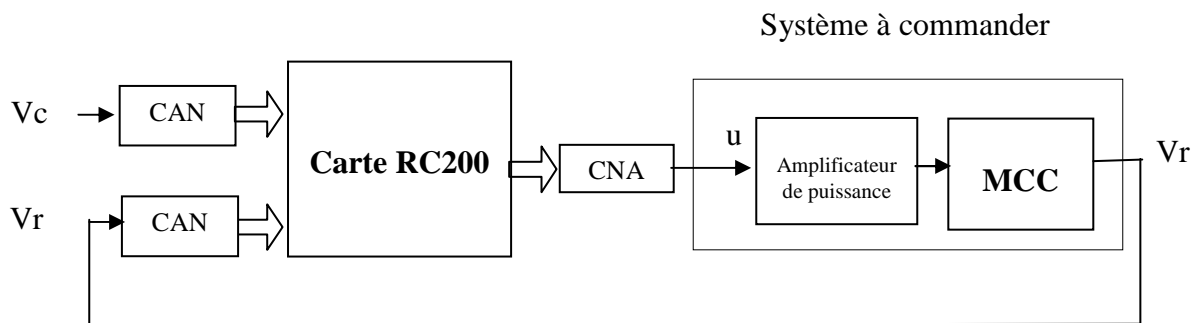 Système à commander
Vc
CAN
Carte RC200
CNA
u
Amplificateur
de puissance
MCC
Vr
Vr
CAN